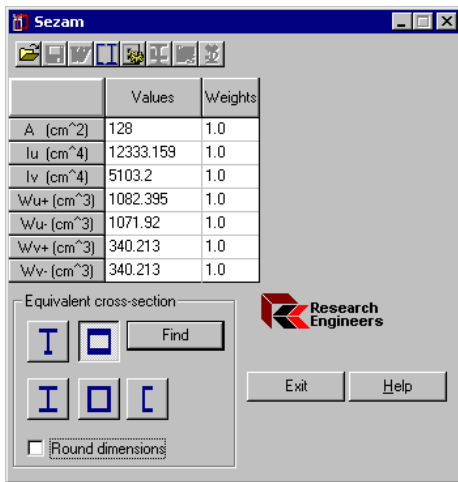 Sezam
Values Weights
A (cm^2) 128 1.0
Iu (cm^4) 12333.159 1.0
Iv (cm^4) 5103.2 1.0
Wu+ (cm^3) 1082.395 1.0
Wu- (cm^3) 1071.92 1.0
Wv+ (cm^3) 340.213 1.0
Wv- (cm^3) 340.213 1.0
Equivalent cross-section
Find
Research
Engineers
Exit Help
Round dimensions